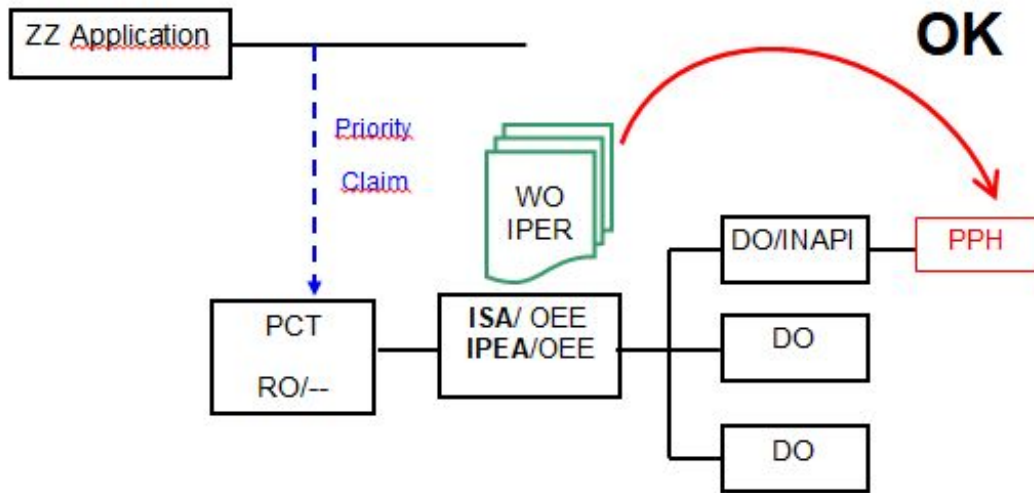 ZZ Application
OK
Priority
Claim
WO
IPER
DO/INAPI
PPH
PCT
RO/--
ISA/ OEE
IPEA/OEE
DO
DO